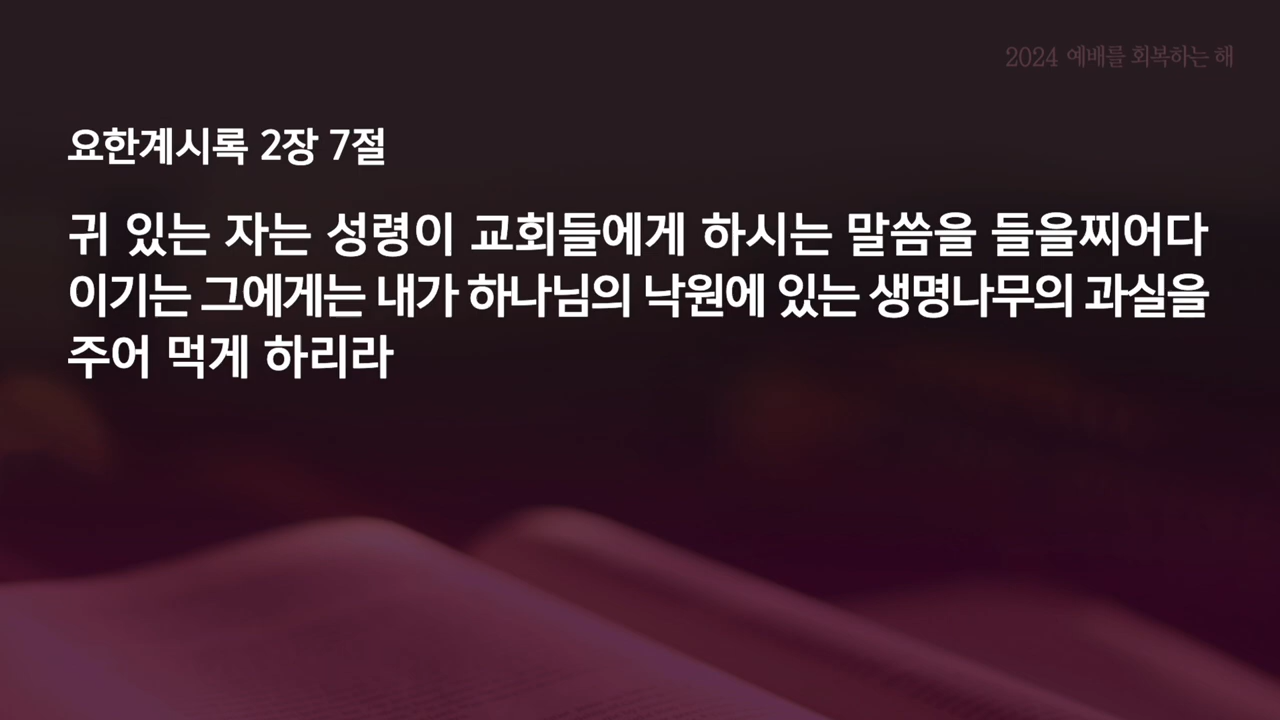 2024 예배를 회복하는 해
요한계시록 2장 7절
귀 있는 자는 성령이 교회들에게 하시는 말씀을 들을찌어다
이기는 그에게는 내가 하나님의 낙원에 있는 생명나무의 과실을
주어 먹게 하리라